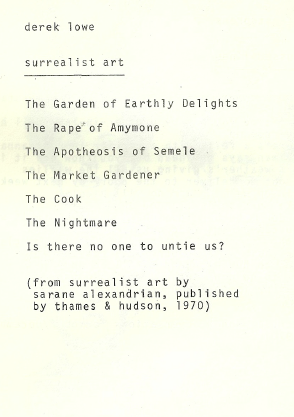 derek lowe
surrealist art
The Garden of Earthly Delights
The Rape of Amymone
The Apotheosis of Semele
The Market Gardener
The Cook
The Nightmare
Is there no one to untie us?
(from surrealist art by
sarane alexandrian, published
by thames & hudson, 1970)